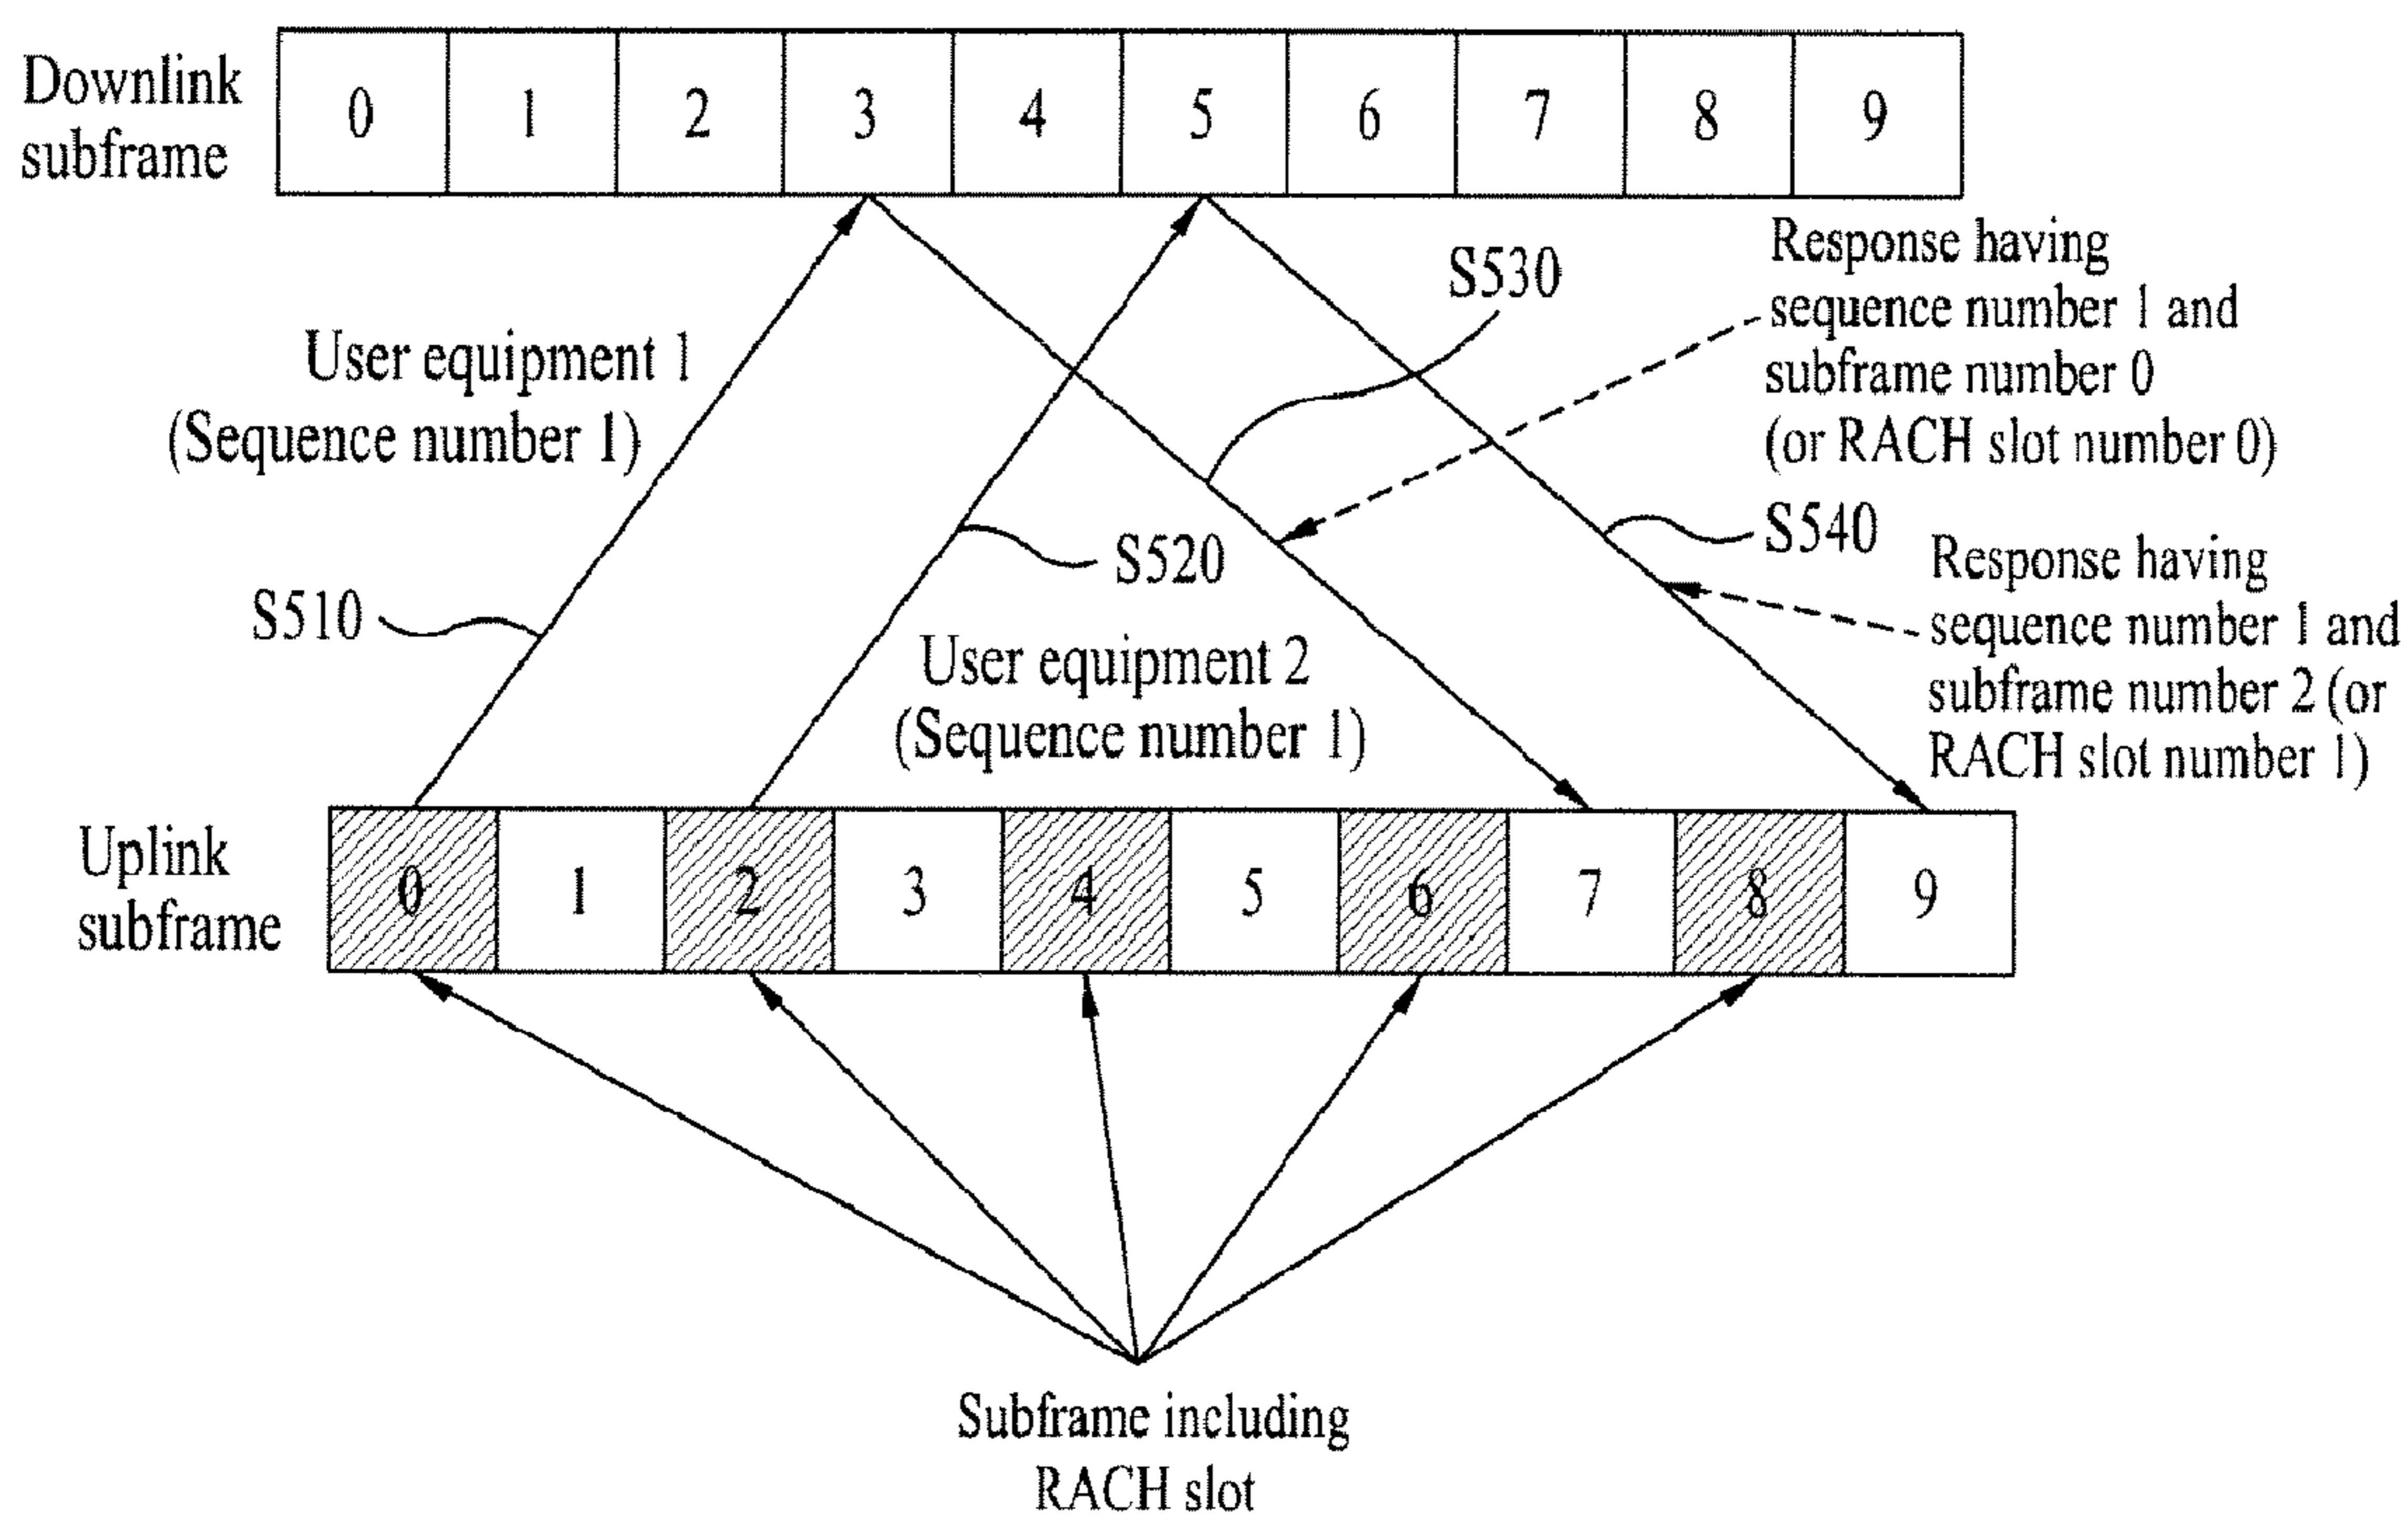 Downlink
subframe
0 1 2 3 4 5 6 7 8 9
Response having
sequence number 1 and
subframe number 0
(or RACH slot number 0)
S530
User equipment 1
(Sequence number 1)
S540
S520
Response having
sequence number 1 and
subframe number 2 (or
RACH slot number 1)
S510
User equipment 2
(Sequence number 1)
Uplink
subframe
0 1 2 3 4 5 6 7 8 9
Subframe including
RACH slot